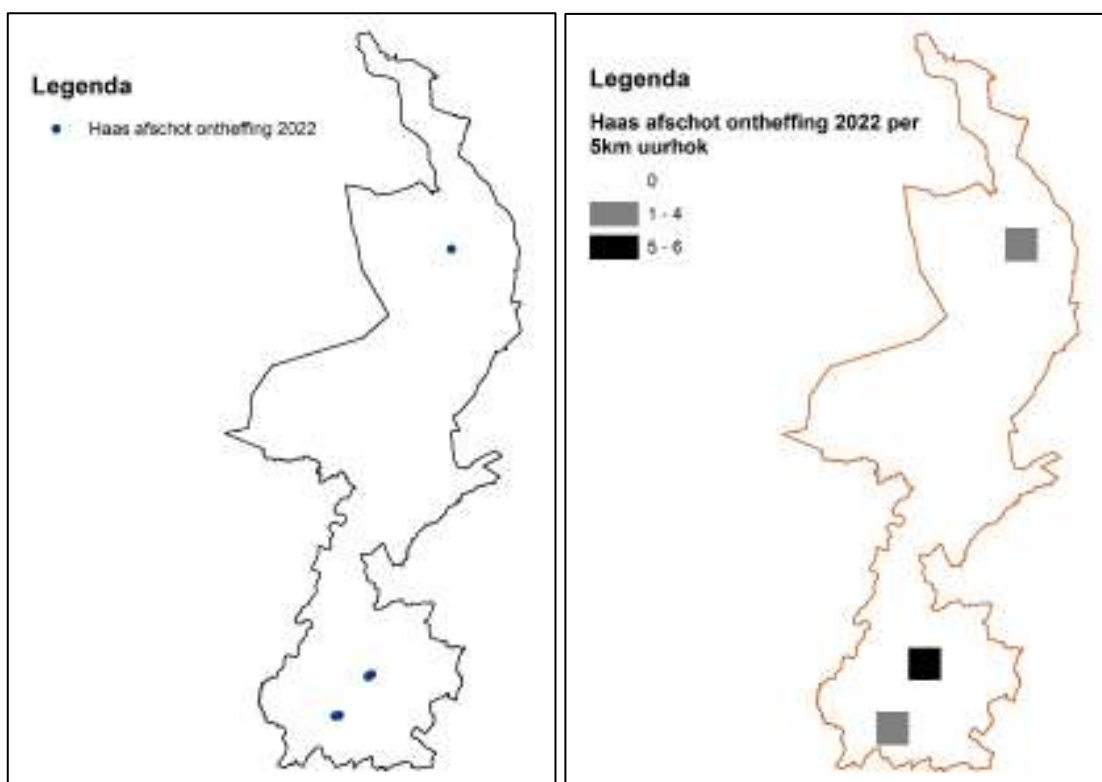 Legenda
Haas afschot ontheffing 2022
Legenda
Haas afschot ontheffing 2022 per
5km uurhok
0
1 - 4
5 - 6